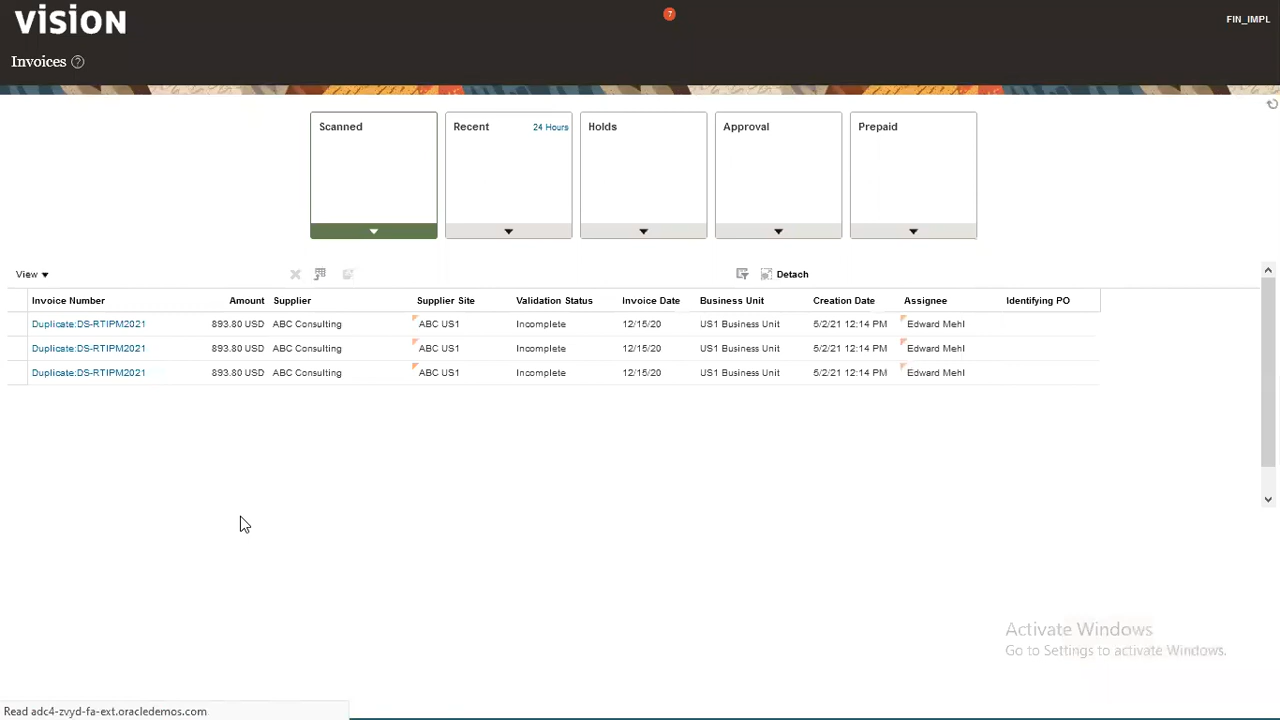 vision
7
FIN_IMPL
Invoices ?
Scanned
Recent 24 Hours
Holds
Approval
Prepaid
View
Detach
Invoice Number Amount Supplier Supplier Site Validation Status Invoice Date Business Unit Creation Date Assignee Identifying PO
Duplicate:DS-RTIPM2021 893.80 USD ABC Consulting ABC US1 Incomplete 12/15/20 US1 Business Unit 5/2/21 12:14 PM Edward Mehl
Duplicate:DS-RTIPM2021 893.80 USD ABC Consulting ABC US1 Incomplete 12/15/20 US1 Business Unit 5/2/21 12:14 PM Edward Mehl
Duplicate:DS-RTIPM2021 893.80 USD ABC Consulting ABC US1 Incomplete 12/15/20 US1 Business Unit 5/2/21 12:14 PM Edward Mehl
Activate Windows
Go to Settings to activate Windows.
Read adc4-zvyd-fa-ext.oracledemos.com